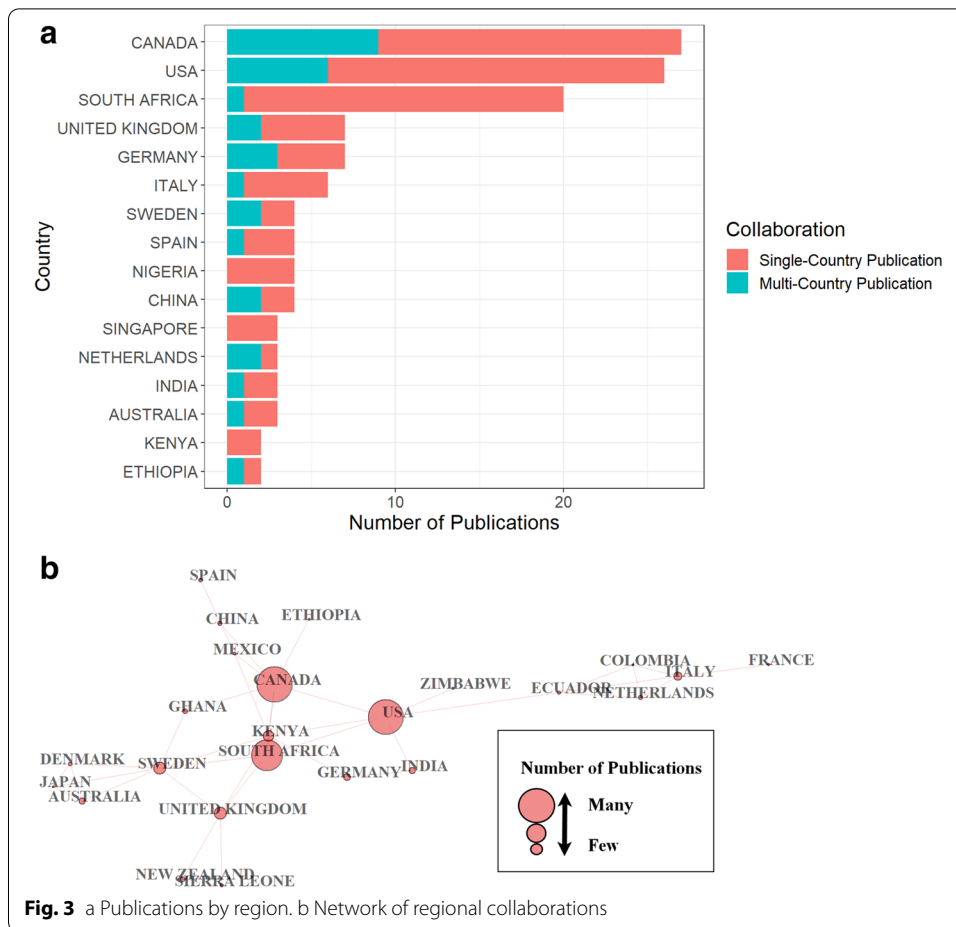 a
CANADA
USA
SOUTH AFRICA
UNITED KINGDOM
GERMANY
ITALY
SWEDEN
SPAIN
NIGERIA
CHINA
SINGAPORE
NETHERLANDS
INDIA
AUSTRALIA
KENYA
ETHIOPIA
Country
0 10 20
Number of Publications
Collaboration
Single-Country Publication
Multi-Country Publication
b
SPAIN
CHINA
ETHIOPIA
MEXICO
CANADA
GHANA
KENYA
SOUTH AFRICA
DENMARK
SWEDEN
JAPAN
AUSTRALIA
UNITED KINGDOM
NEW ZEALAND
SIERRA LEONE
USA
ZIMBABWE
GERMANY
INDIA
COLOMBIA
ITALY
FRANCE
ECUADOR
NETHERLANDS
Number of Publications
Many
Few
Fig. 3 a Publications by region. b Network of regional collaborations